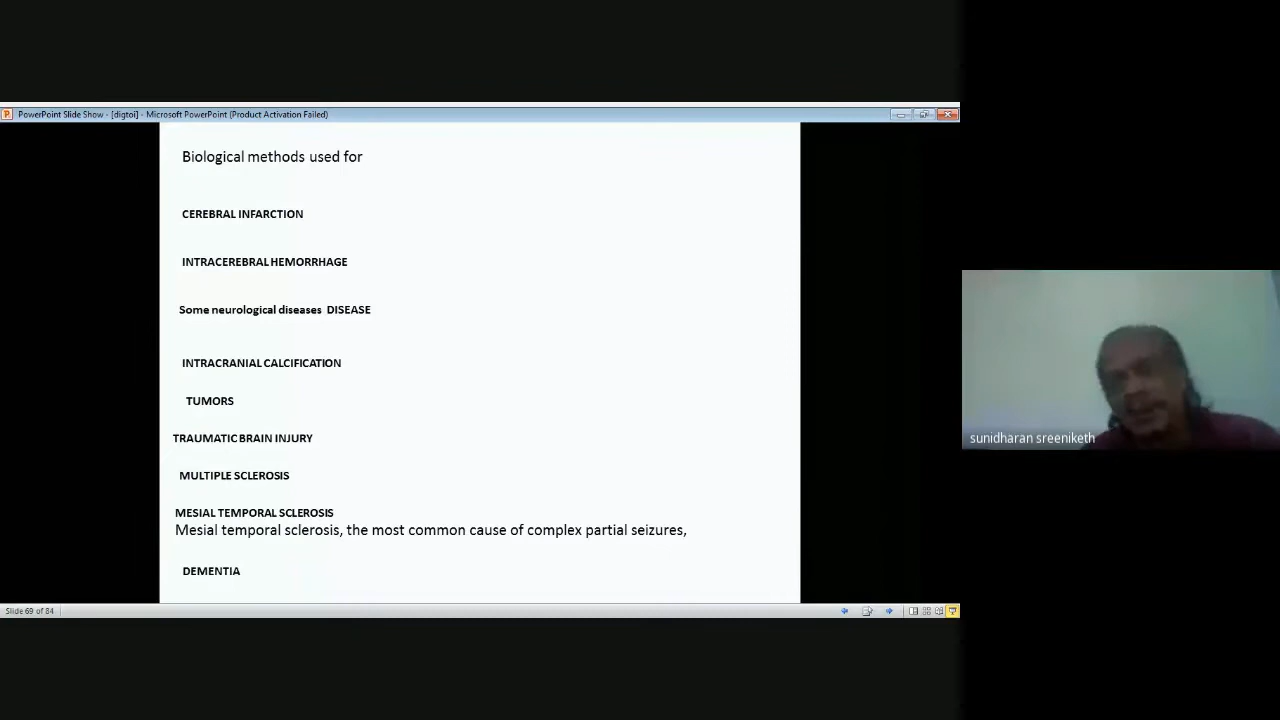 PowerPoint Slide Show - [digtoi] - Microsoft PowerPoint (Product Activation Failed)
Biological methods used for
CEREBRAL INFARCTION
INTRACEREBRAL HEMORRHAGE
Some neurological diseases DISEASE
INTRACRANIAL CALCIFICATION
TUMORS
TRAUMATIC BRAIN INJURY
MULTIPLE SCLEROSIS
MESIAL TEMPORAL SCLEROSIS
Mesial temporal sclerosis, the most common cause of complex partial seizures,
DEMENTIA
Slide 69 of 84
sunidharan sreeniketh